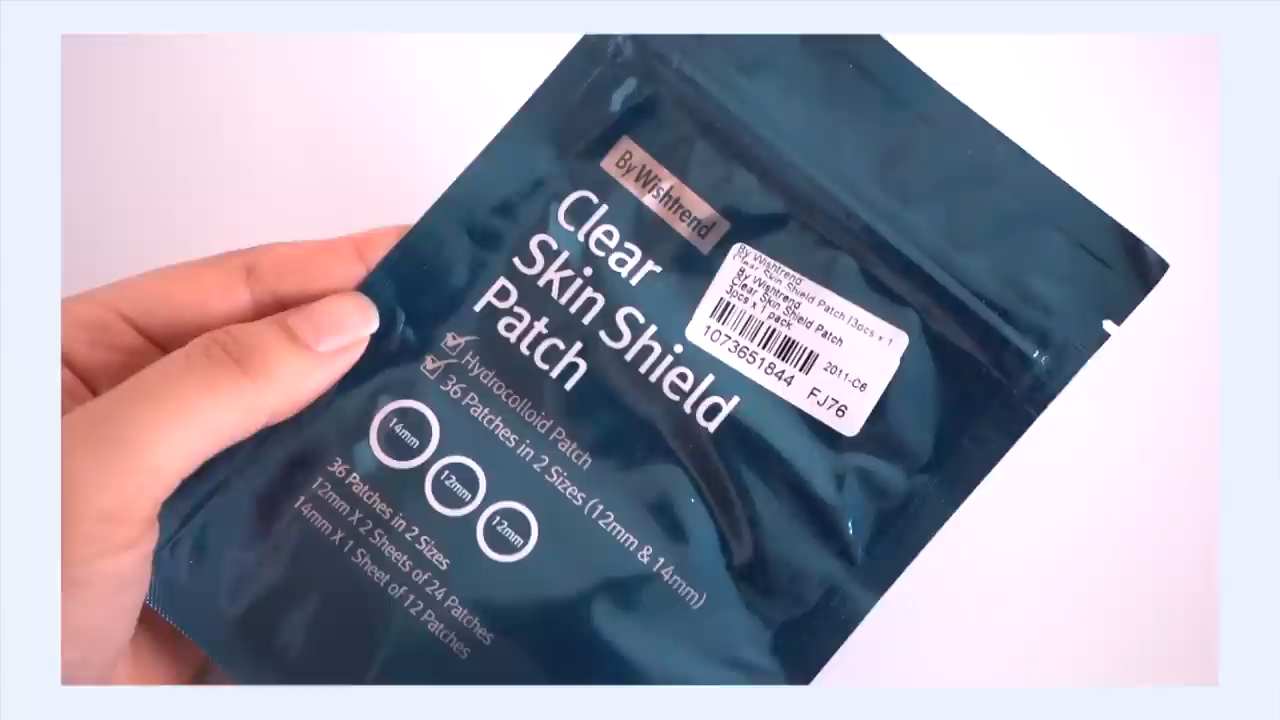 By Wishtrend
Clear
Skin Shield
Patch
Hydrocolloid Patch
36 Patches in 2 Sizes (12mm & 14mm)
14mm
12mm
12mm
36 Patches in 2 Sizes
12mm X 2 Sheets of 24 Patches
14mm X 1 Sheet of 12 Patches
By Wishtrend
Clear Skin Shield Patch [3pcs x 1
By Wishtrend
Clear Skin Shield Patch
3pcs x 1 pack
2011-C6
1073651844
FJ76